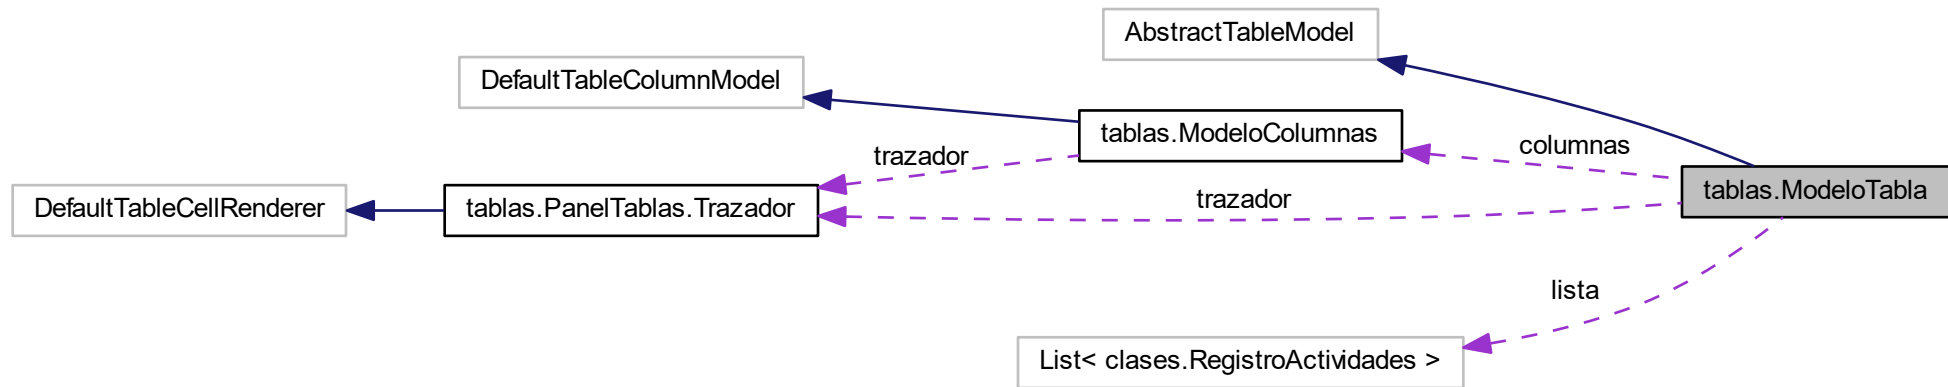 AbstractTableModel
DefaultTableColumnModel
tablas.ModeloColumnas
columnas
trazador
tablas.ModeloTabla
DefaultTableCellRenderer
tablas.PanelTablas.Trazador
trazador
lista
List< clases.RegistroActividades >